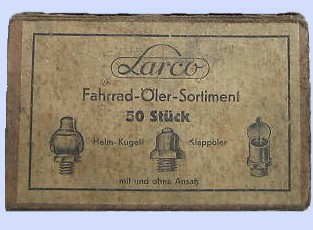 Larco
Fahrrad-Öler-Sortiment
50 Stück
Helm-Kugel- Klappöler
mit und ohne Ansatz